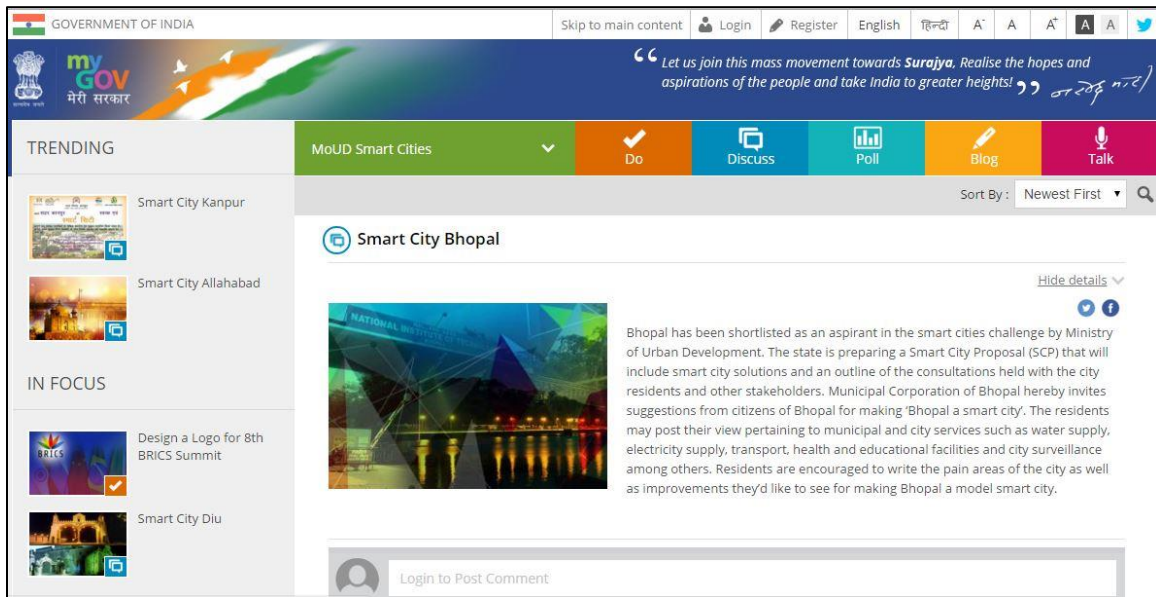 GOVERNMENT OF INDIA
Skip to main content
Login
Register
English
हिन्दी
A-
A
A+
A
A
my
GOV
मेरी सरकार
Let us join this mass movement towards Surajya, Realise the hopes and
aspirations of the people and take India to greater heights!
TRENDING
Smart City Kanpur
Smart City Allahabad
IN FOCUS
BRICS
Design a Logo for 8th
BRICS Summit
Smart City Diu
MoUD Smart Cities
Do
Discuss
Poll
Blog
Talk
Sort By : Newest First
Smart City Bhopal
Hide details
NATIONAL
Bhopal has been shortlisted as an aspirant in the smart cities challenge by Ministry
of Urban Development. The state is preparing a Smart City Proposal (SCP) that will
include smart city solutions and an outline of the consultations held with the city
residents and other stakeholders. Municipal Corporation of Bhopal hereby invites
suggestions from citizens of Bhopal for making ‘Bhopal a smart city’. The residents
may post their view pertaining to municipal and city services such as water supply,
electricity supply, transport, health and educational facilities and city surveillance
among others. Residents are encouraged to write the pain areas of the city as well
as improvements they’d like to see for making Bhopal a model smart city.
Login to Post Comment